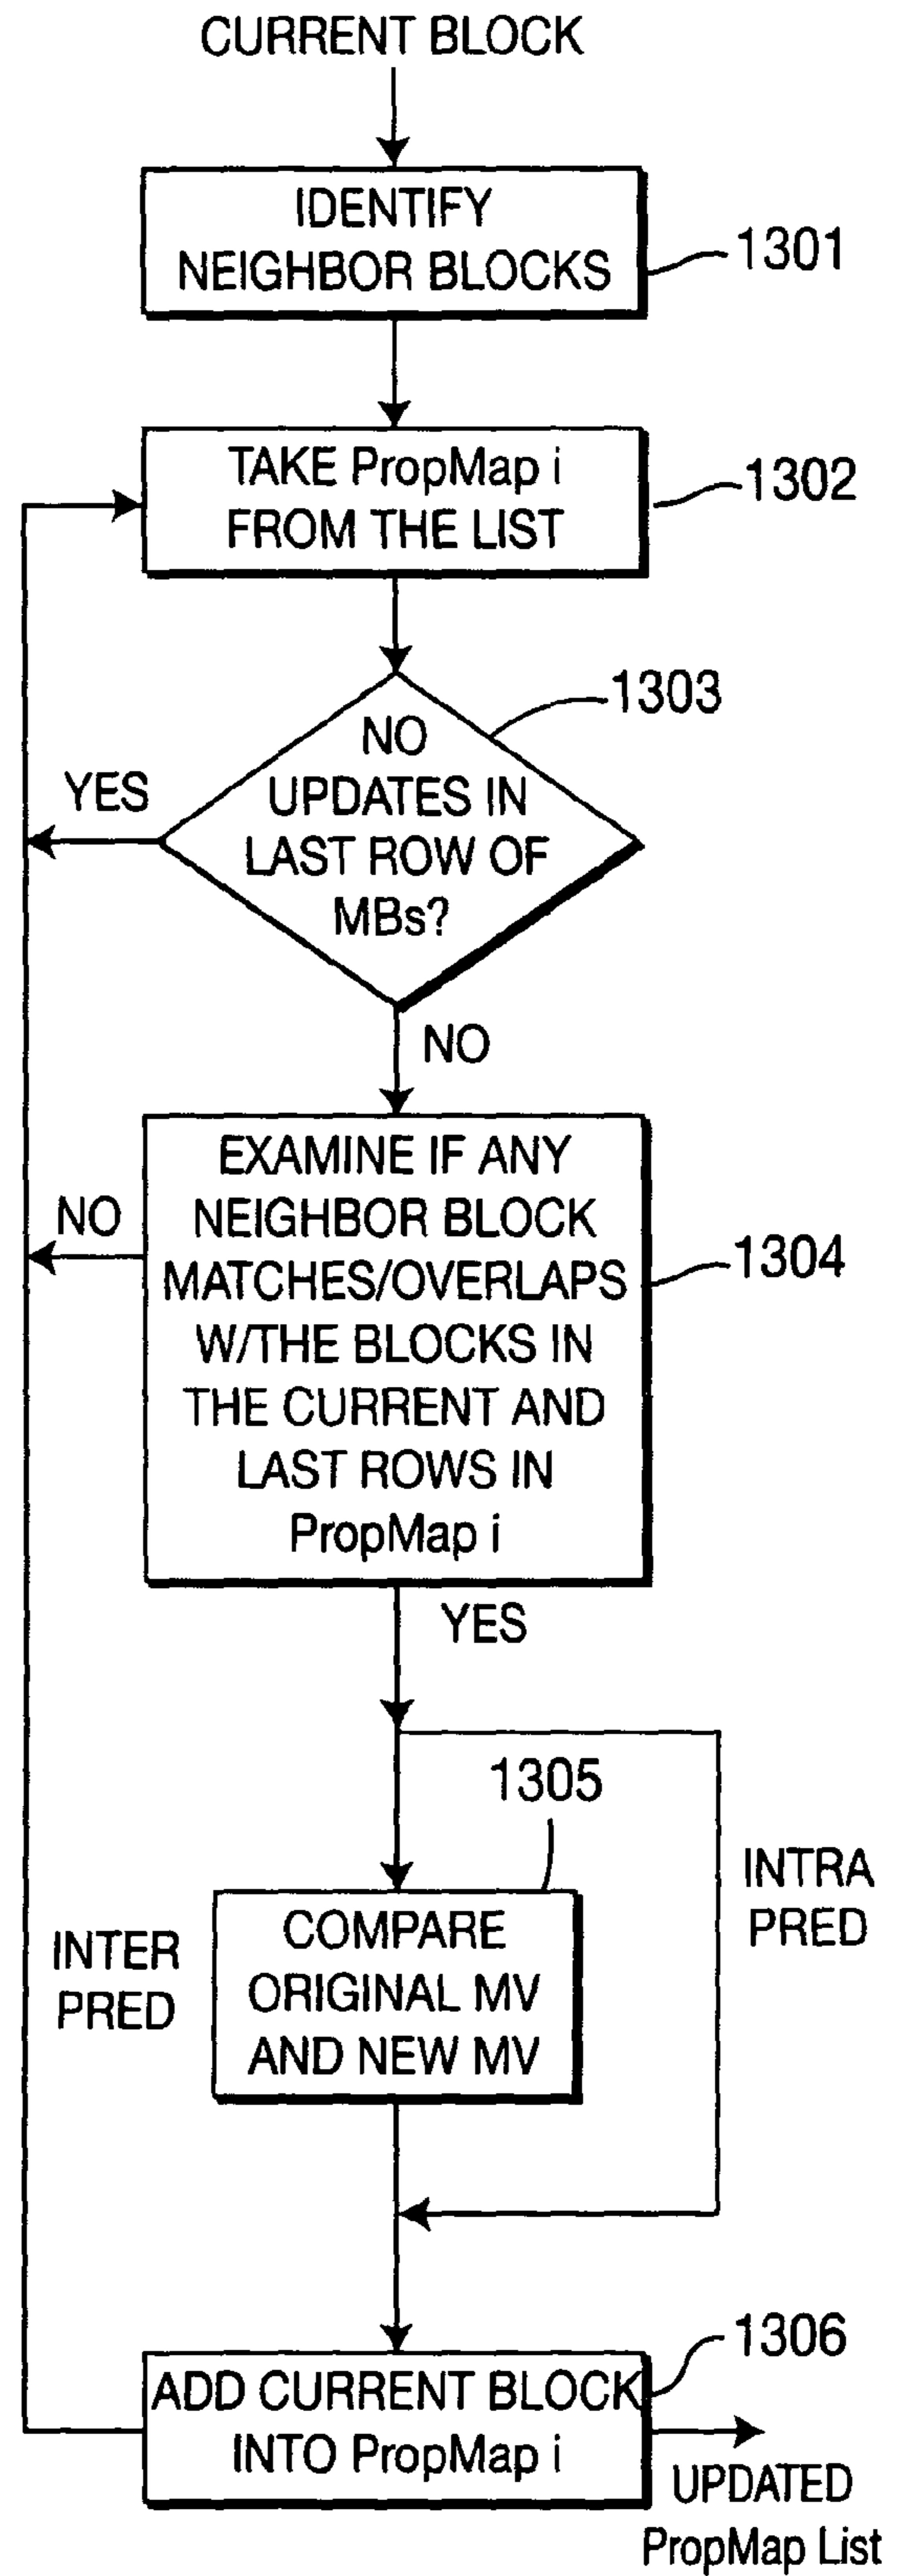 CURRENT BLOCK
IDENTIFY
NEIGHBOR BLOCKS
1301
TAKE PropMap i
FROM THE LIST
1302
1303
NO
UPDATES IN
LAST ROW OF
MBs?
YES
NO
EXAMINE IF ANY
NEIGHBOR BLOCK
MATCHES/OVERLAPS
W/THE BLOCKS IN
THE CURRENT AND
LAST ROWS IN
PropMap i
NO
1304
YES
1305
COMPARE
ORIGINAL MV
AND NEW MV
INTER
PRED
INTRA
PRED
1306
ADD CURRENT BLOCK
INTO PropMap i
UPDATED
PropMap List